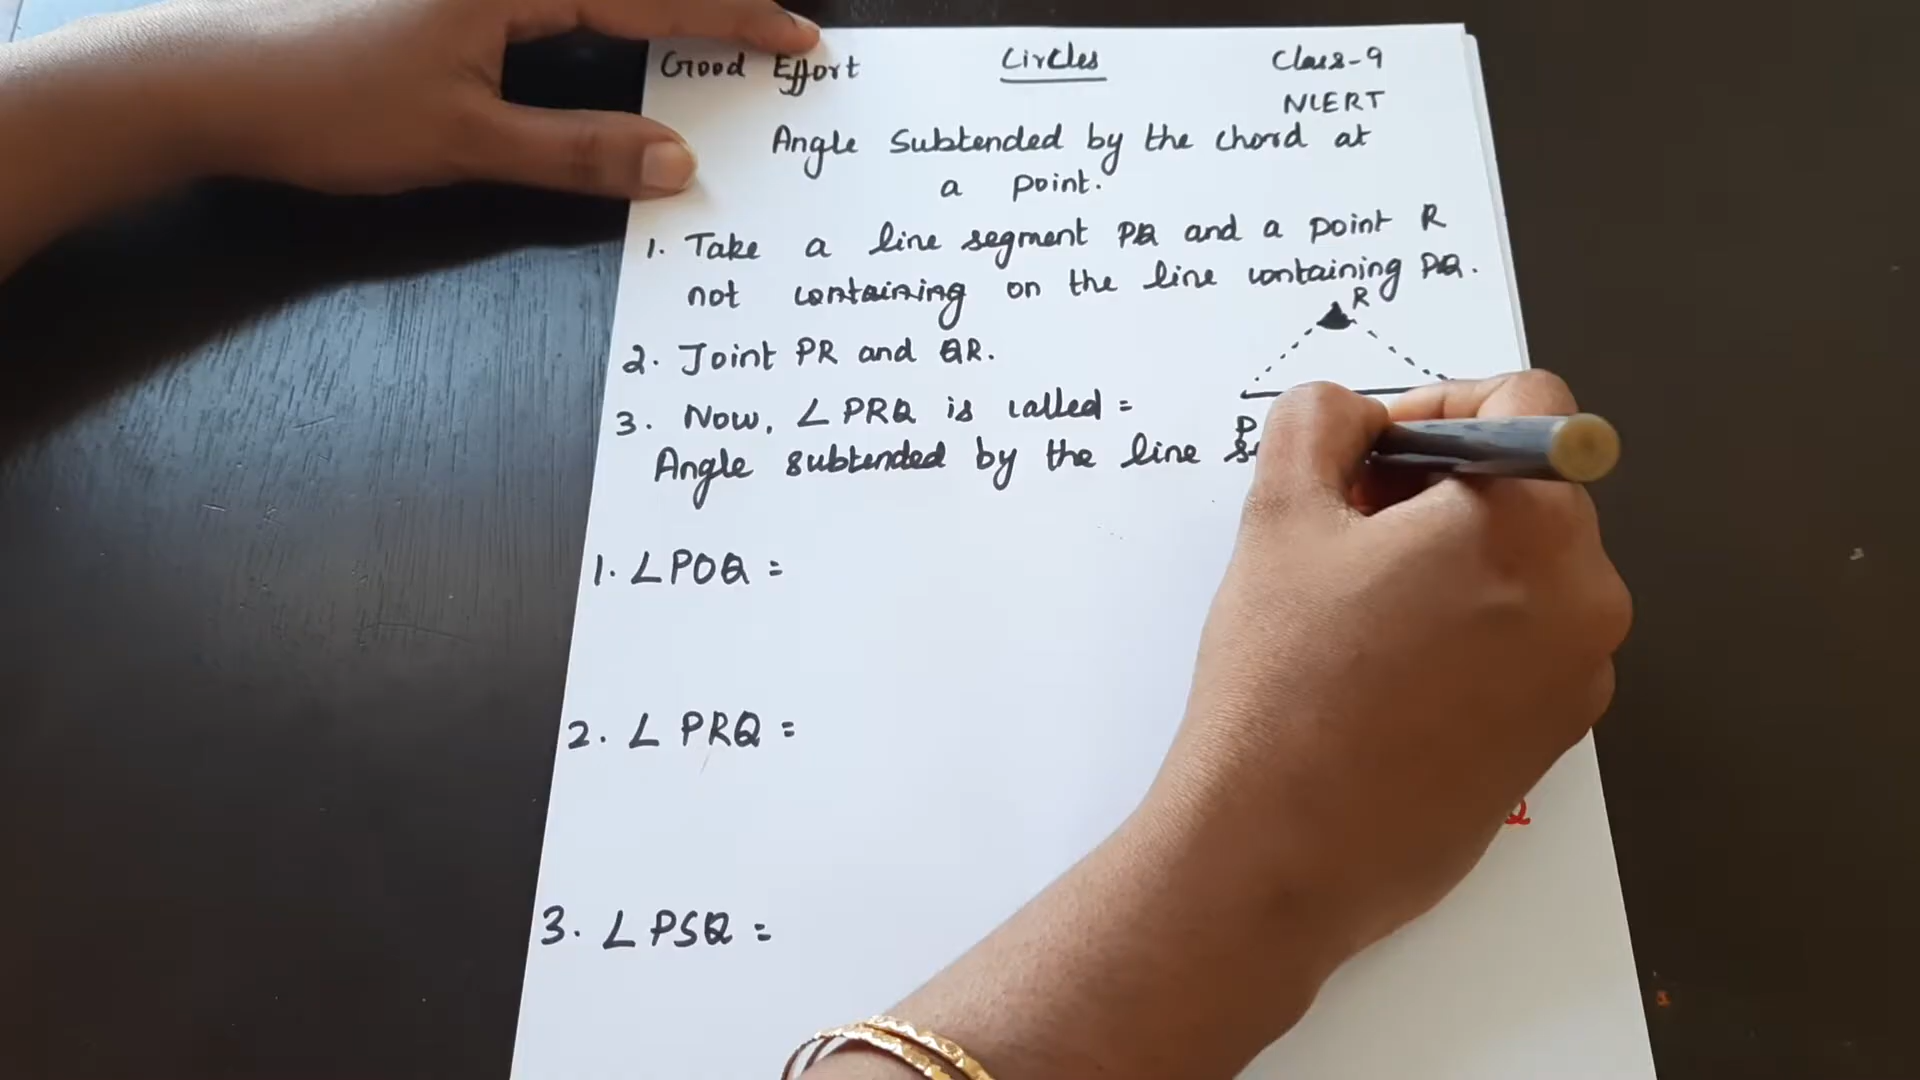 Good Effort
Circles
Class-9
NCERT
Angle Subtended by the chord at
a point.
1. Take a line segment PQ and a point R
not containing on the line containing PQ.
R
2. Joint PR and QR.
3. Now, ∠PRQ is called =
P
Angle subtended by the line
1. ∠POQ =
2. ∠PRQ =
Q
3. ∠PSQ =